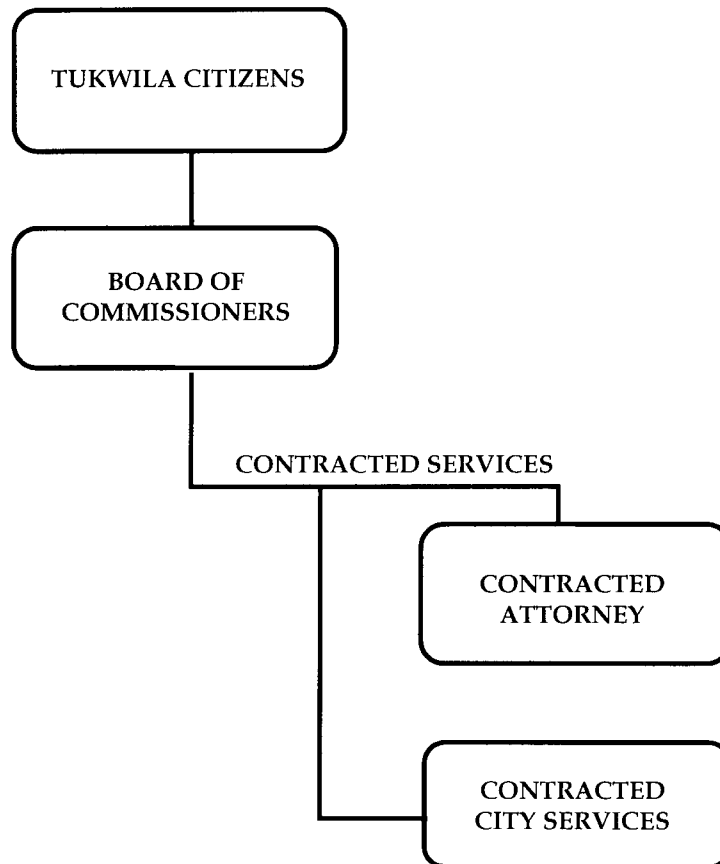 TUKWILA CITIZENS
BOARD OF
COMMISSIONERS
CONTRACTED SERVICES
CONTRACTED
ATTORNEY
CONTRACTED
CITY SERVICES